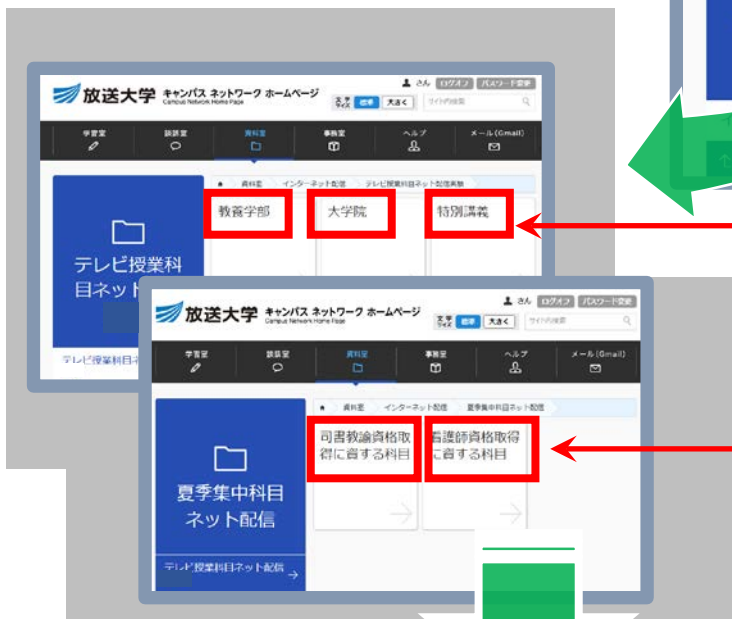 放送大学 キャンパス ネットワーク ホームページ
Campus Network Home Page
さん ログオフ パスワード変更
文字サイズ 標準 大きく サイト内検索
学習室 談話室 資料室 事務室 ヘルプ メール(Gmail)
資料室 インターネット配信 テレビ授業科目ネット配信実験
教養学部 大学院 特別講義
テレビ授業科
目ネット
テレビ授業科目ネ
放送大学 キャンパス ネットワーク ホームページ
Campus Network Home Page
さん ログオフ パスワード変更
文字サイズ 標準 大きく サイト内検索
学習室 談話室 資料室 事務室 ヘルプ メール(Gmail)
資料室 インターネット配信 夏季集中科目ネット配信
司書教諭資格取
得に資する科目
看護師資格取得
に資する科目
夏季集中科目
ネット配信
テレビ授業科目ネット配信